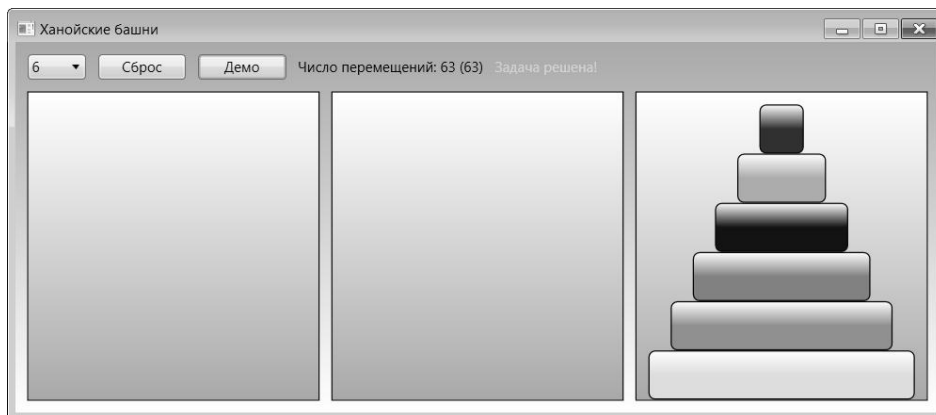 Ханойские башни
6 Сброс Демо Число перемещений: 63 (63) Задача решена!